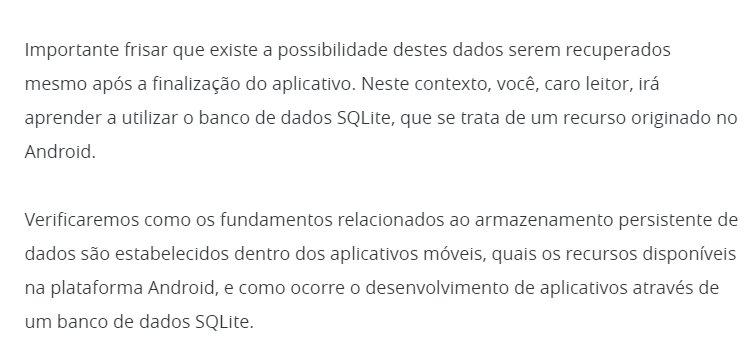 Importante frisar que existe a possibilidade destes dados serem recuperados
mesmo após a finalização do aplicativo. Neste contexto, você, caro leitor, irá
aprender a utilizar o banco de dados SQLite, que se trata de um recurso originado no
Android.
Verificaremos como os fundamentos relacionados ao armazenamento persistente de
dados são estabelecidos dentro dos aplicativos móveis, quais os recursos disponíveis
na plataforma Android, e como ocorre o desenvolvimento de aplicativos através de
um banco de dados SQLite.